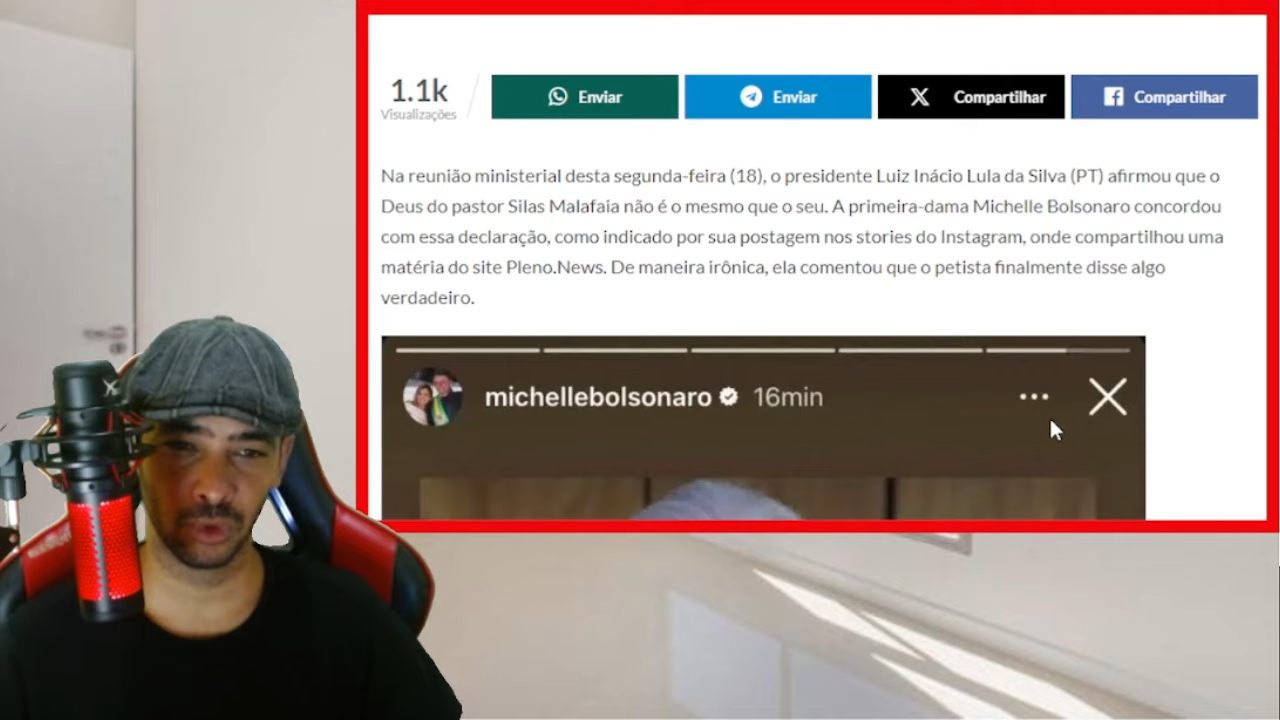 1.1k
Visualizações
Enviar
Enviar
Compartilhar
Compartilhar
Na reunião ministerial desta segunda-feira (18), o presidente Luiz Inácio Lula da Silva (PT) afirmou que o
Deus do pastor Silas Malafaia não é o mesmo que o seu. A primeira-dama Michelle Bolsonaro concordou
com essa declaração, como indicado por sua postagem nos stories do Instagram, onde compartilhou uma
matéria do site Pleno.News. De maneira irônica, ela comentou que o petista finalmente disse algo
verdadeiro.
michellebolsonaro 16min